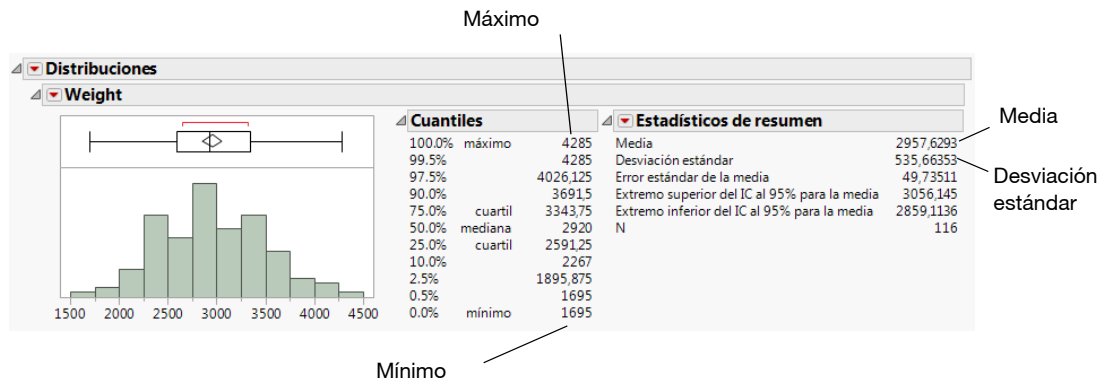 Máximo
Distribuciones
Weight
Cuantiles
100.0% máximo 4285
99.5% 4285
97.5% 4026,125
90.0% 3691,5
75.0% cuartil 3343,75
50.0% mediana 2920
25.0% cuartil 2591,25
10.0% 2267
2.5% 1895,875
0.5% 1695
0.0% mínimo 1695
Estadísticos de resumen
Media 2957,6293
Desviación estándar 535,66353
Error estándar de la media 49,73511
Extremo superior del IC al 95% para la media 3056,145
Extremo inferior del IC al 95% para la media 2859,1136
N 116
Media
Desviación
estándar
1500 2000 2500 3000 3500 4000 4500
Mínimo